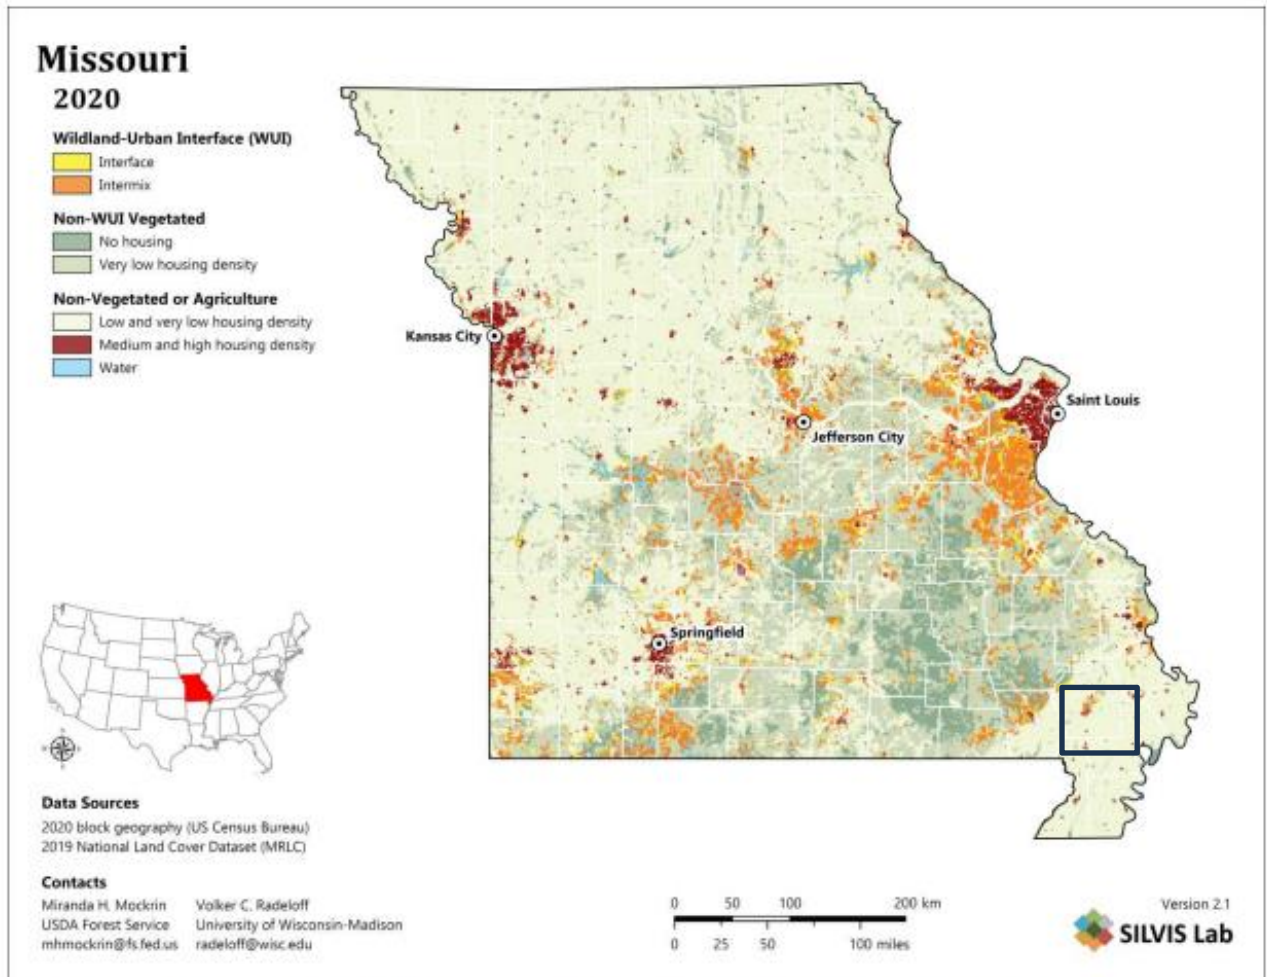 Missouri
2020
Wildland-Urban Interface (WUI)
Interface
Intermix
Non-WUI Vegetated
No housing
Very low housing density
Non-Vegetated or Agriculture
Low and very low housing density
Medium and high housing density
Water
Kansas City
Saint Louis
Jefferson City
Springfield
Data Sources
2020 block geography (US Census Bureau)
2019 National Land Cover Dataset (MRLC)
Contacts
Miranda H. Mockrin Volker C. Radeloff
USDA Forest Service University of Wisconsin-Madison
mhmockrin@fs.fed.us radeloff@wisc.edu
0 50 100 200 km
0 25 50 100 miles
Version 2.1
SILVIS Lab